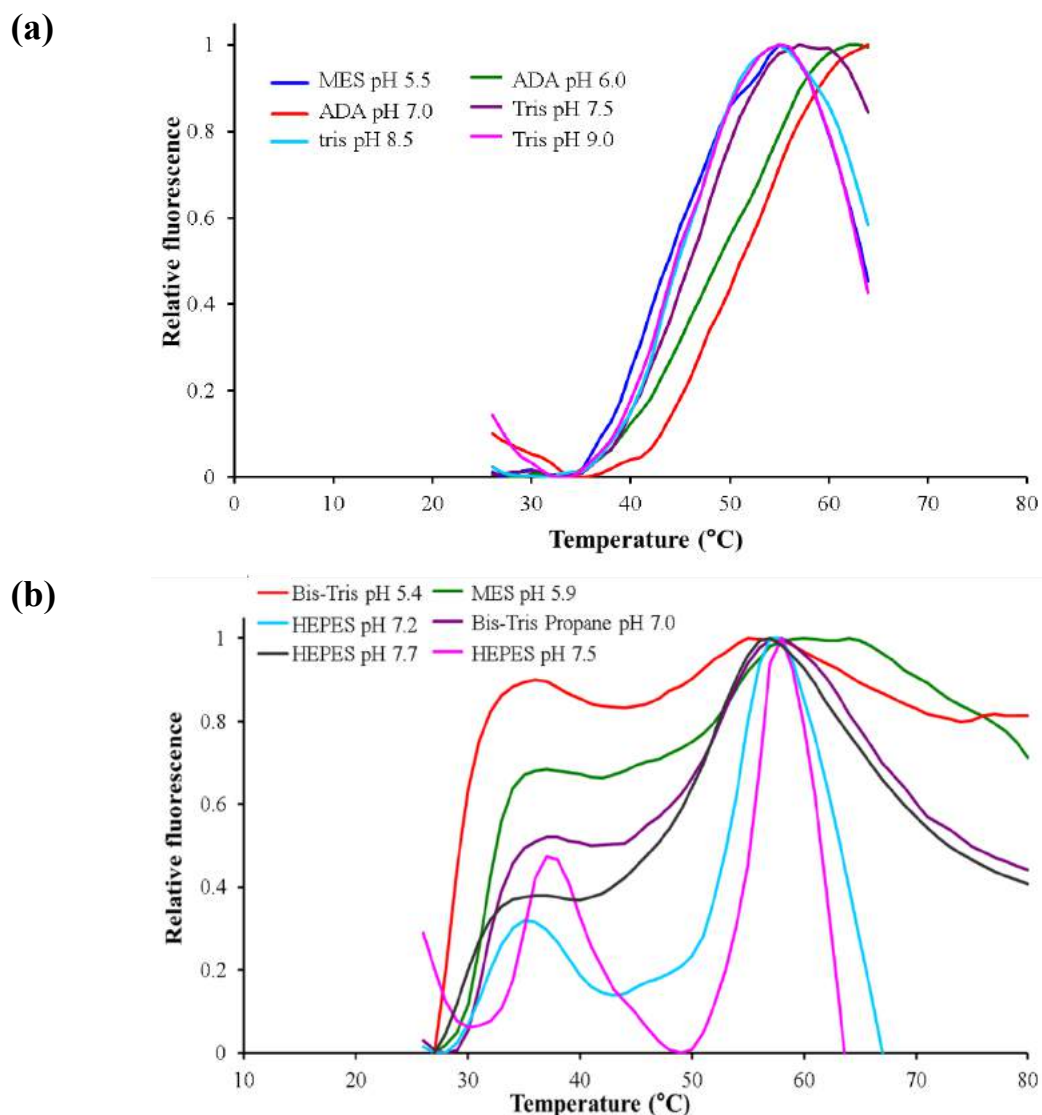 (a)
MES pH 5.5 ADA pH 6.0
ADA pH 7.0 Tris pH 7.5
tris pH 8.5 Tris pH 9.0
Relative fluorescence
1
0.8
0.6
0.4
0.2
0
0 10 20 30 40 50 60 70 80
Temperature (°C)
(b)
Bis-Tris pH 5.4 MES pH 5.9
HEPES pH 7.2 Bis-Tris Propane pH 7.0
HEPES pH 7.7 HEPES pH 7.5
Relative fluorescence
1
0.8
0.6
0.4
0.2
0
10 20 30 40 50 60 70 80
Temperature (°C)